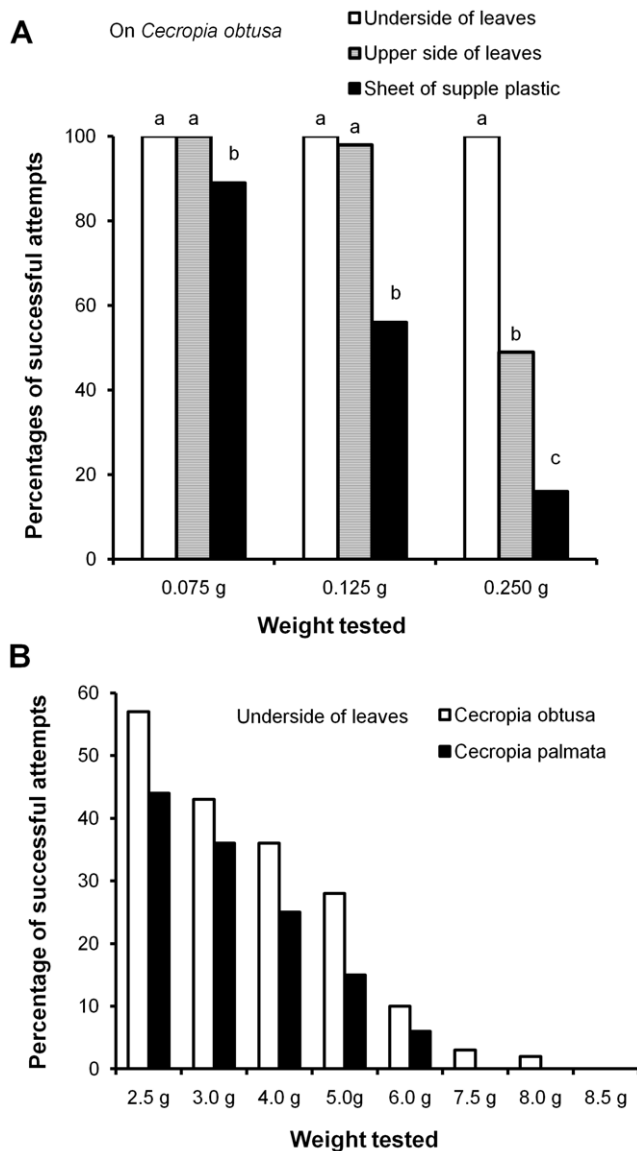 A
On Cecropia obtusa
Underside of leaves
Upper side of leaves
Sheet of supple plastic
Percentages of successful attempts
100
80
60
40
20
0
a a b
a a b
a b c
0.075 g 0.125 g 0.250 g
Weight tested
B
Underside of leaves
Cecropia obtusa
Cecropia palmata
Percentage of successful attempts
60
50
40
30
20
10
0
2.5 g 3.0 g 4.0 g 5.0g 6.0 g 7.5 g 8.0 g 8.5 g
Weight tested